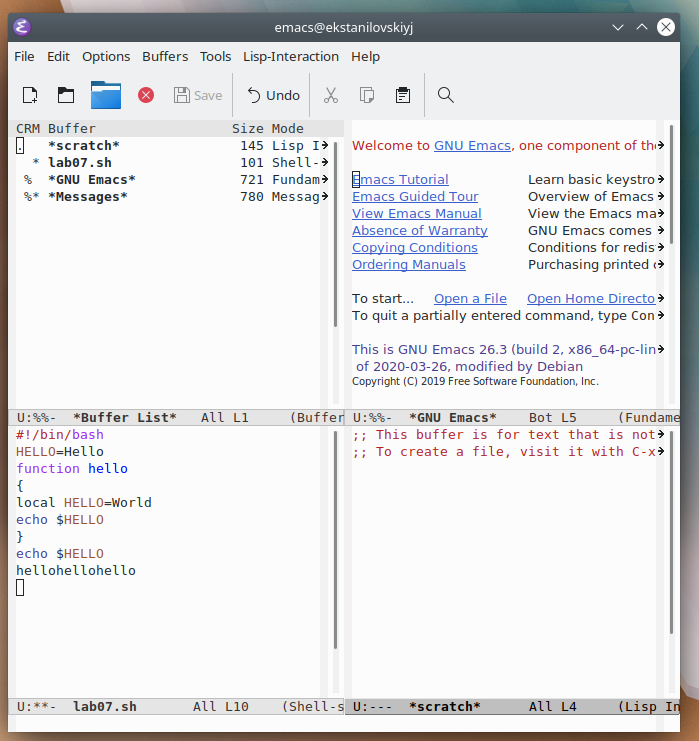 emacs@ekstanilovskiyj
File Edit Options Buffers Tools Lisp-Interaction Help
Save Undo
CRM Buffer Size Mode
. *scratch* 145 Lisp I
* lab07.sh 101 Shell-
% *GNU Emacs* 721 Fundam
%* *Messages* 780 Messag
U:%%- *Buffer List* All L1 (Buffer
Welcome to GNU Emacs, one component of the
Emacs Tutorial Learn basic keystro
Emacs Guided Tour Overview of Emacs
View Emacs Manual View the Emacs ma
Absence of Warranty GNU Emacs comes
Copying Conditions Conditions for redis
Ordering Manuals Purchasing printed c
To start... Open a File Open Home Directo
To quit a partially entered command, type Con
This is GNU Emacs 26.3 (build 2, x86_64-pc-lin
of 2020-03-26, modified by Debian
Copyright (C) 2019 Free Software Foundation, Inc.
U:%%- *GNU Emacs* Bot L5 (Fundame
#!/bin/bash
HELLO=Hello
function hello
{
local HELLO=World
echo $HELLO
}
echo $HELLO
hellohellohello
U:**- lab07.sh All L10 (Shell-s
;; This buffer is for text that is not
;; To create a file, visit it with C-x
U:--- *scratch* All L4 (Lisp In